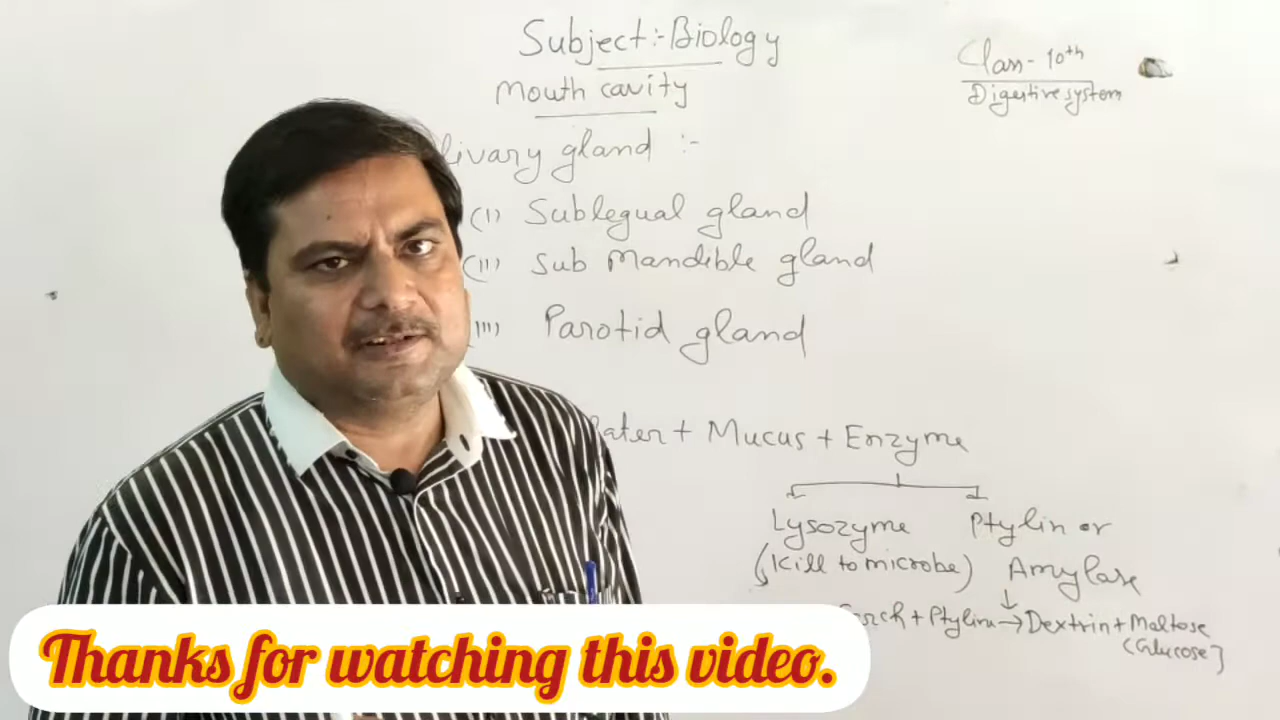 Subject:- Biology
Class- 10th
Digestive system
Mouth cavity
livary gland :-
(i) Sublegual gland
(ii) Sub Mandible gland
(iii) Parotid gland
ater + Mucus + Enzyme
Lysozyme
Ptylin or
(Kill to microbe)
Amylase
arch + Ptylin → Dextrin + Maltose
(Glucose)
Thanks for watching this video.